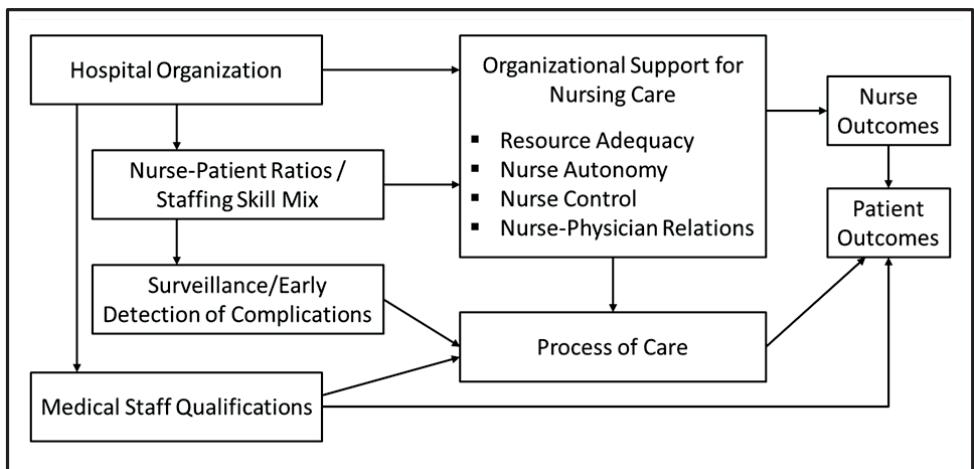 Hospital Organization
Nurse-Patient Ratios /
Staffing Skill Mix
Surveillance/Early
Detection of Complications
Medical Staff Qualifications
Organizational Support for
Nursing Care
▪ Resource Adequacy
▪ Nurse Autonomy
▪ Nurse Control
▪ Nurse-Physician Relations
Process of Care
Nurse
Outcomes
Patient
Outcomes